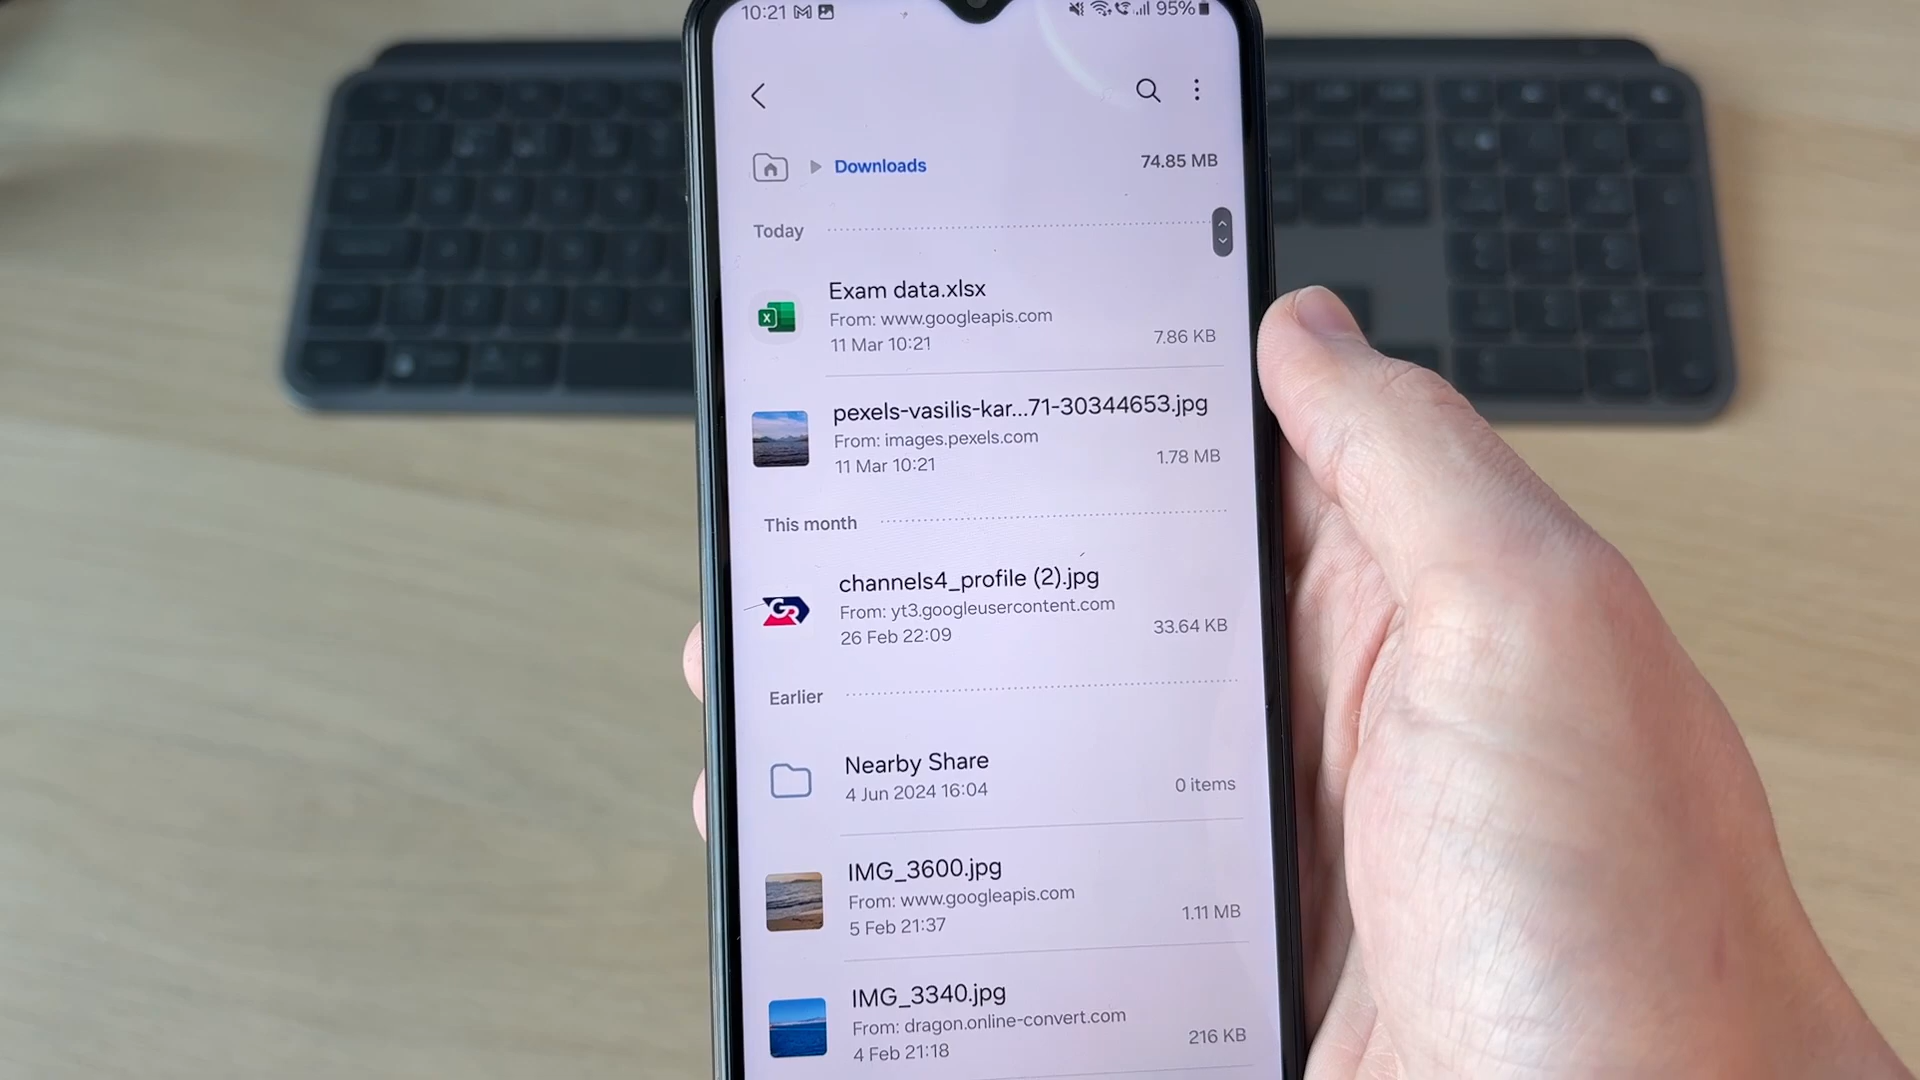 10:21 95%
Downloads 74.85 MB
Today
Exam data.xlsx
From: www.googleapis.com
11 Mar 10:21 7.86 KB
pexels-vasilis-kar...71-30344653.jpg
From: images.pexels.com
11 Mar 10:21 1.78 MB
This month
channels4_profile (2).jpg
From: yt3.googleusercontent.com
26 Feb 22:09 33.64 KB
Earlier
Nearby Share
4 Jun 2024 16:04 0 items
IMG_3600.jpg
From: www.googleapis.com
5 Feb 21:37 1.11 MB
IMG_3340.jpg
From: dragon.online-convert.com
4 Feb 21:18 216 KB